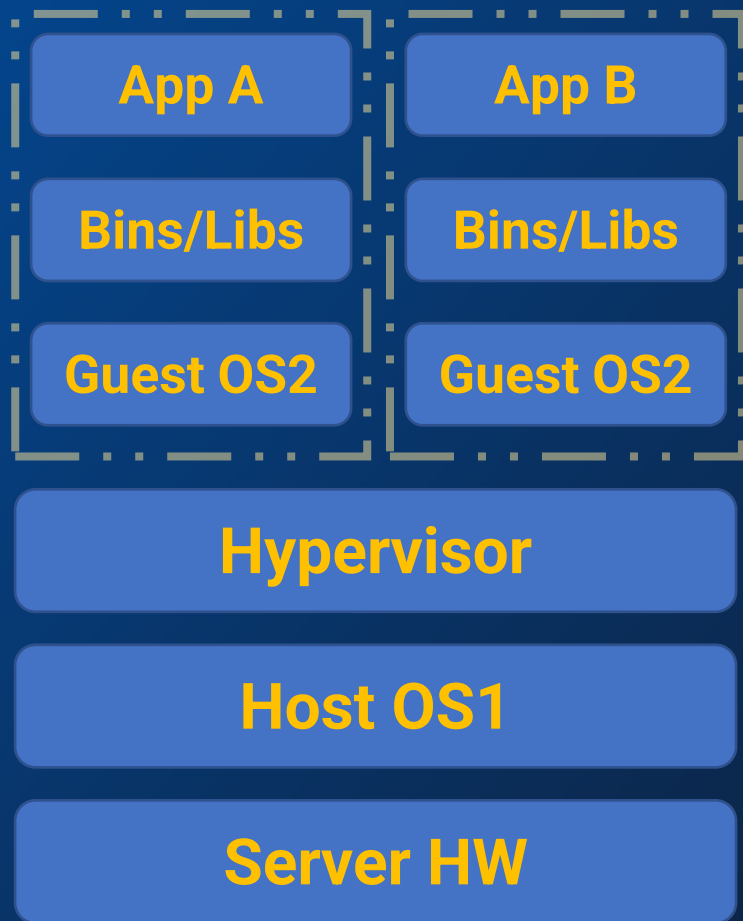 App A
App B
Bins/Libs
Bins/Libs
Guest OS2
Guest OS2
Hypervisor
Host OS1
Server HW